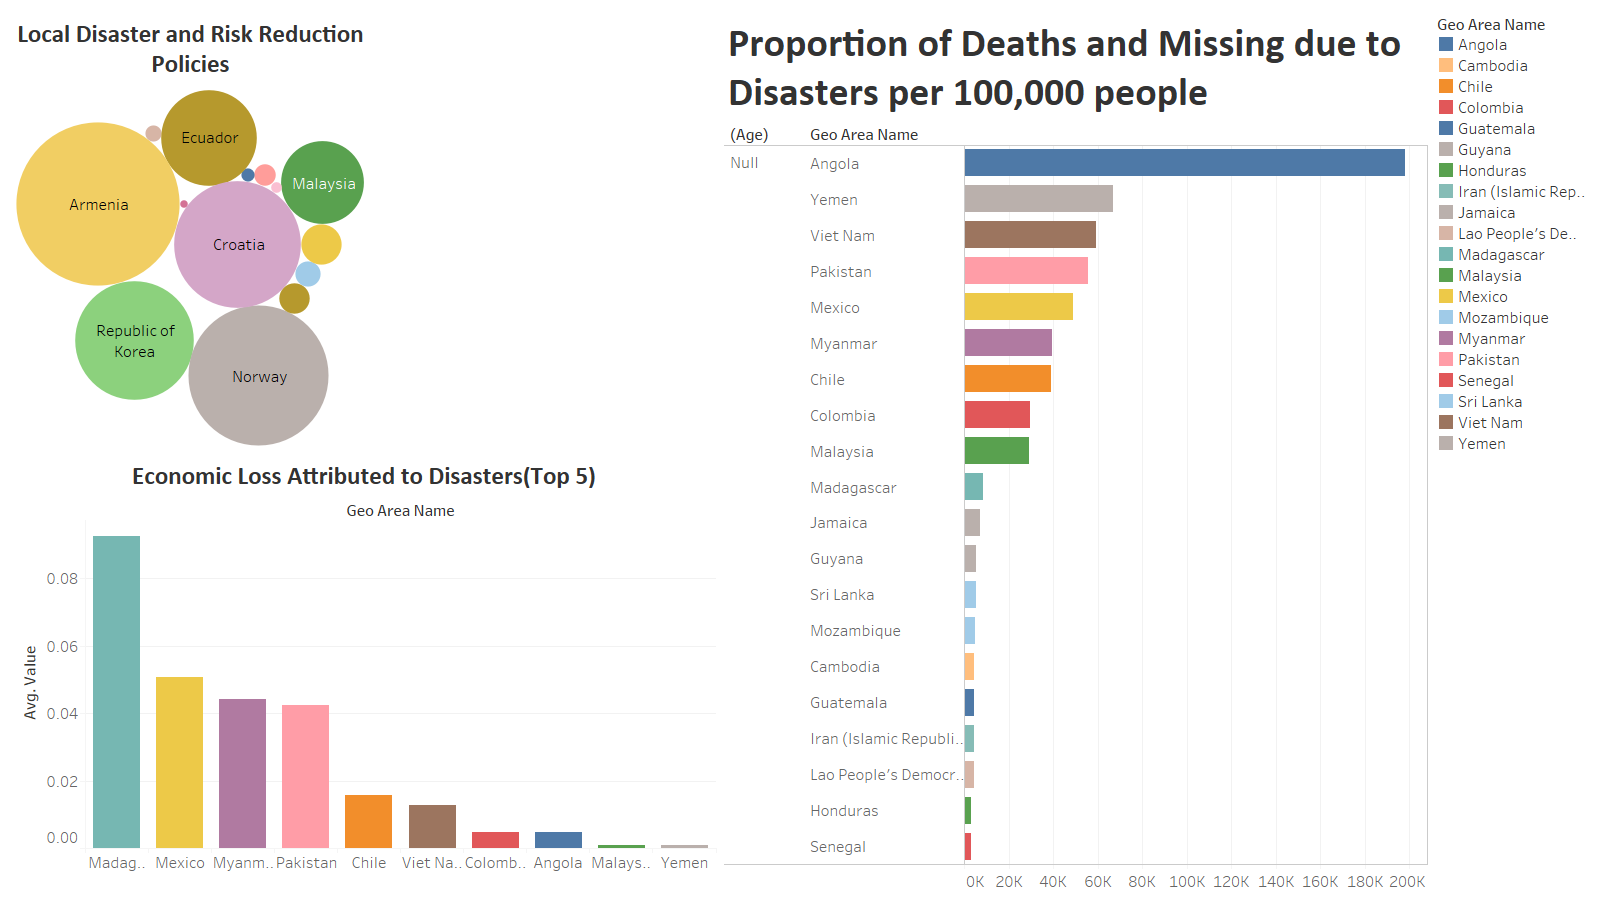 Local Disaster and Risk Reduction
Policies
Ecuador
Malaysia
Armenia
Croatia
Republic of
Korea
Norway
Economic Loss Attributed to Disasters(Top 5)
Geo Area Name
Avg. Value
0.08
0.06
0.04
0.02
0.00
Madag..
Mexico
Myanm..
Pakistan
Chile
Viet Na..
Colomb..
Angola
Malays..
Yemen
Proportion of Deaths and Missing due to
Disasters per 100,000 people
(Age) Geo Area Name
Null Angola
Yemen
Viet Nam
Pakistan
Mexico
Myanmar
Chile
Colombia
Malaysia
Madagascar
Jamaica
Guyana
Sri Lanka
Mozambique
Cambodia
Guatemala
Iran (Islamic Republi..
Lao People's Democr..
Honduras
Senegal
0K 20K 40K 60K 80K 100K 120K 140K 160K 180K 200K
Geo Area Name
Angola
Cambodia
Chile
Colombia
Guatemala
Guyana
Honduras
Iran (Islamic Rep..
Jamaica
Lao People's De..
Madagascar
Malaysia
Mexico
Mozambique
Myanmar
Pakistan
Senegal
Sri Lanka
Viet Nam
Yemen